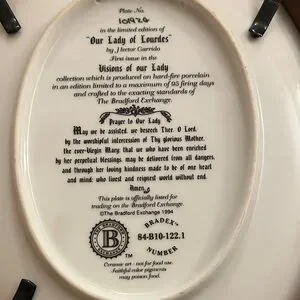 Plate No.
10192G
in the limited edition of
"Our Lady of Lourdes"
by Hector Garrido
First issue in the
Visions of our Lady
collection which is produced on hard-fire porcelain
in an edition limited to a maximum of 95 firing days
and crafted to the exacting standards of
The Bradford Exchange.
Prayer to Our Lady
May we be assisted, we beseech Thee, O Lord,
by the worshipful intercession of Thy glorious Mother,
the ever-Virgin Mary; that we who have been enriched
by her perpetual blessings, may be delivered from all dangers,
and through her loving kindness made to be of one heart
and mind: who livest and reignest world without end.
Amen
This plate is officially listed for
trading on the Bradford Exchange.
©The Bradford Exchange 1994
B
TM
BRADEX
84-B10-122.1
NUMBER
Ceramic art - not for food use.
Faithful color pigments
may poison food.